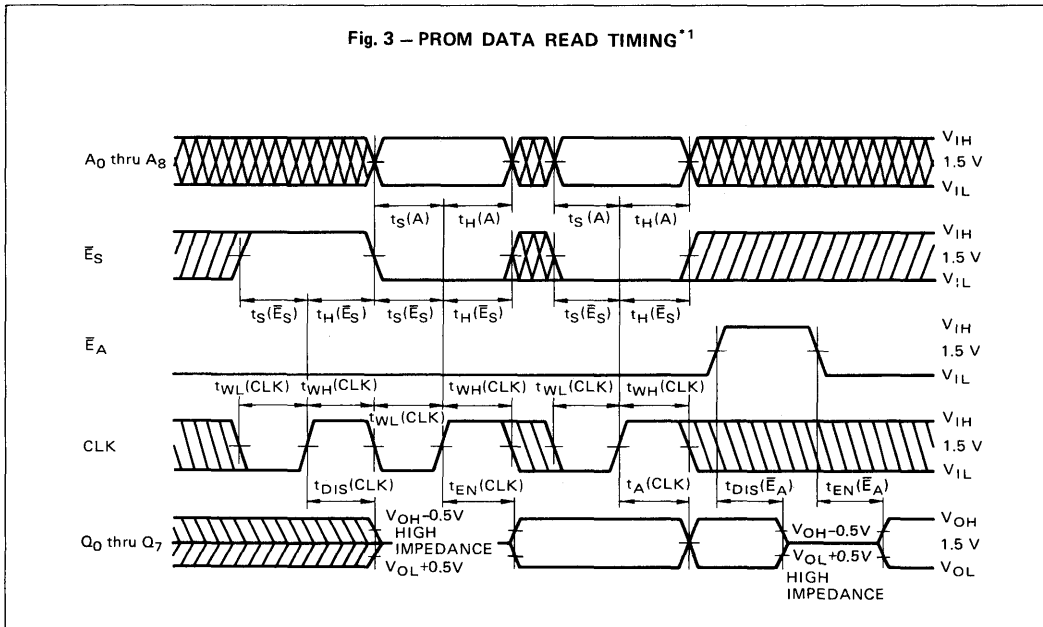 Fig. 3 – PROM DATA READ TIMING*1
A0 thru A8
VIH
1.5 V
VIL
tS(A) tH(A) tS(A) tH(A)
ĒS
VIH
1.5 V
VIL
tS(ĒS) tH(ĒS) tS(ĒS) tH(ĒS) tS(ĒS) tH(ĒS)
ĒA
VIH
1.5 V
VIL
tWL(CLK) tWH(CLK) tWL(CLK) tWH(CLK) tWL(CLK) tWH(CLK)
CLK
VIH
1.5 V
VIL
tDIS(CLK) tEN(CLK) tA(CLK) tDIS(ĒA) tEN(ĒA)
Q0 thru Q7
VOH–0.5V
HIGH
IMPEDANCE
VOL+0.5V
VOH–0.5V
VOL+0.5V
HIGH
IMPEDANCE
VOH
1.5 V
VOL